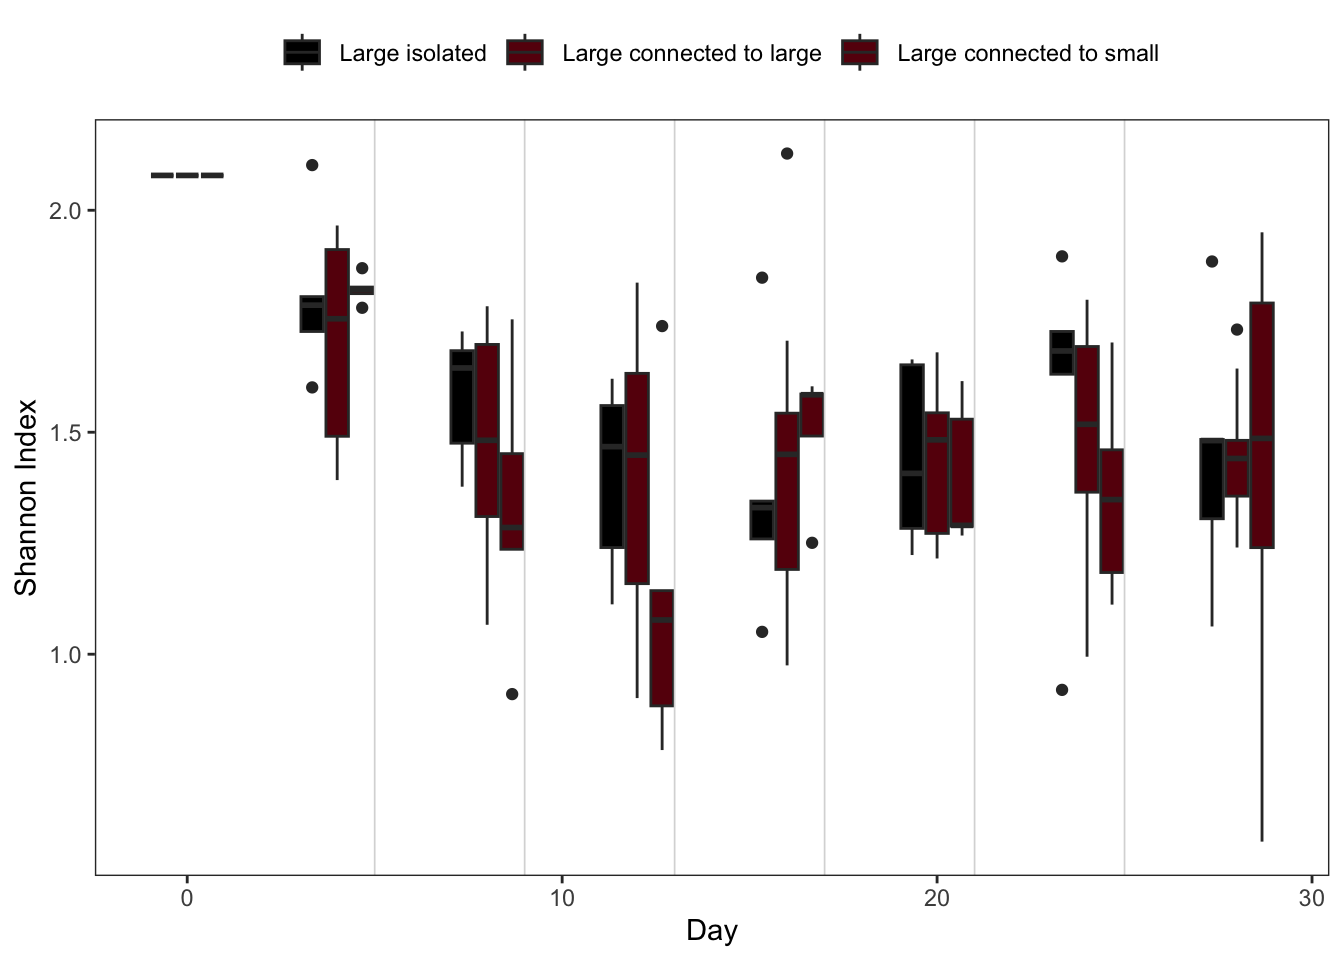 Large isolated
Large connected to large
Large connected to small
Shannon Index
2.0
1.5
1.0
0
10
20
30
Day